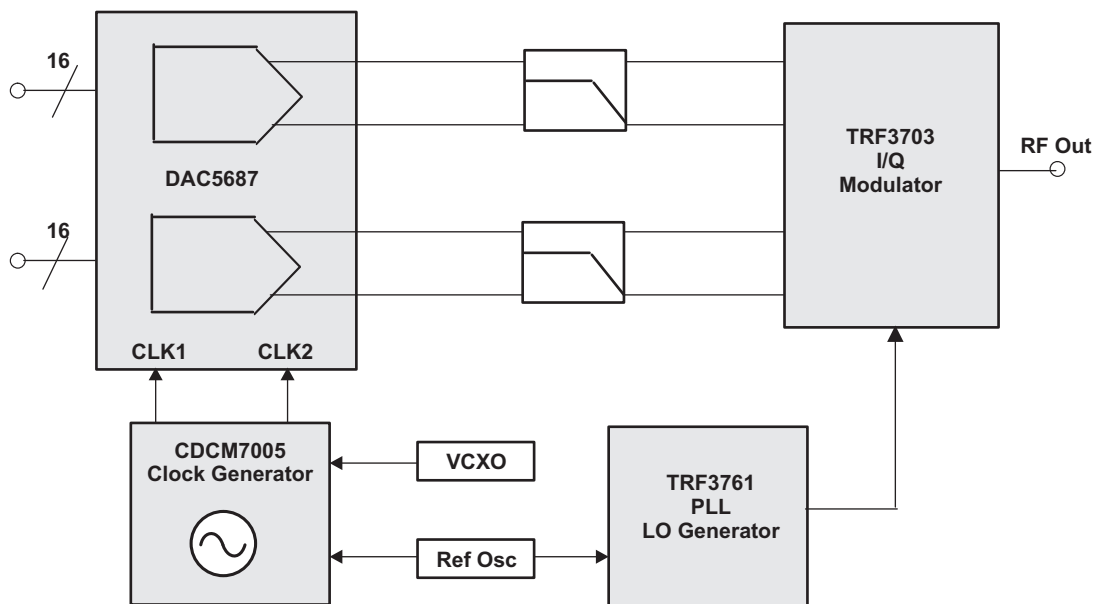 16
DAC5687
16
CLK1
CLK2
TRF3703
I/Q
Modulator
RF Out
CDCM7005
Clock Generator
VCXO
Ref Osc
TRF3761
PLL
LO Generator